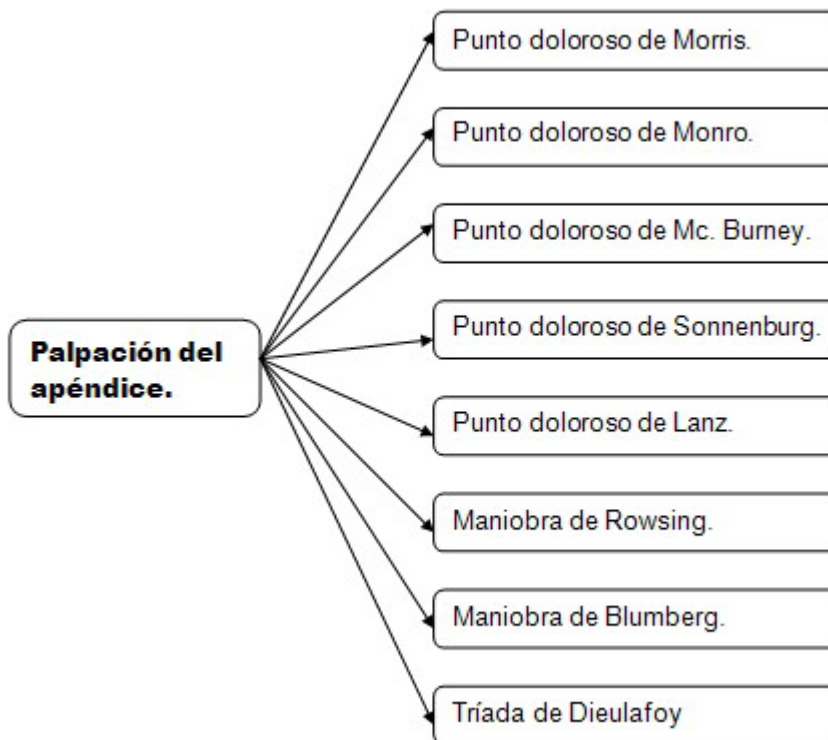 Punto doloroso de Morris.
Punto doloroso de Monro.
Punto doloroso de Mc. Burney.
Punto doloroso de Sonnenburg.
Palpación del
apéndice.
Punto doloroso de Lanz.
Maniobra de Rowsing.
Maniobra de Blumberg.
Tríada de Dieulafoy